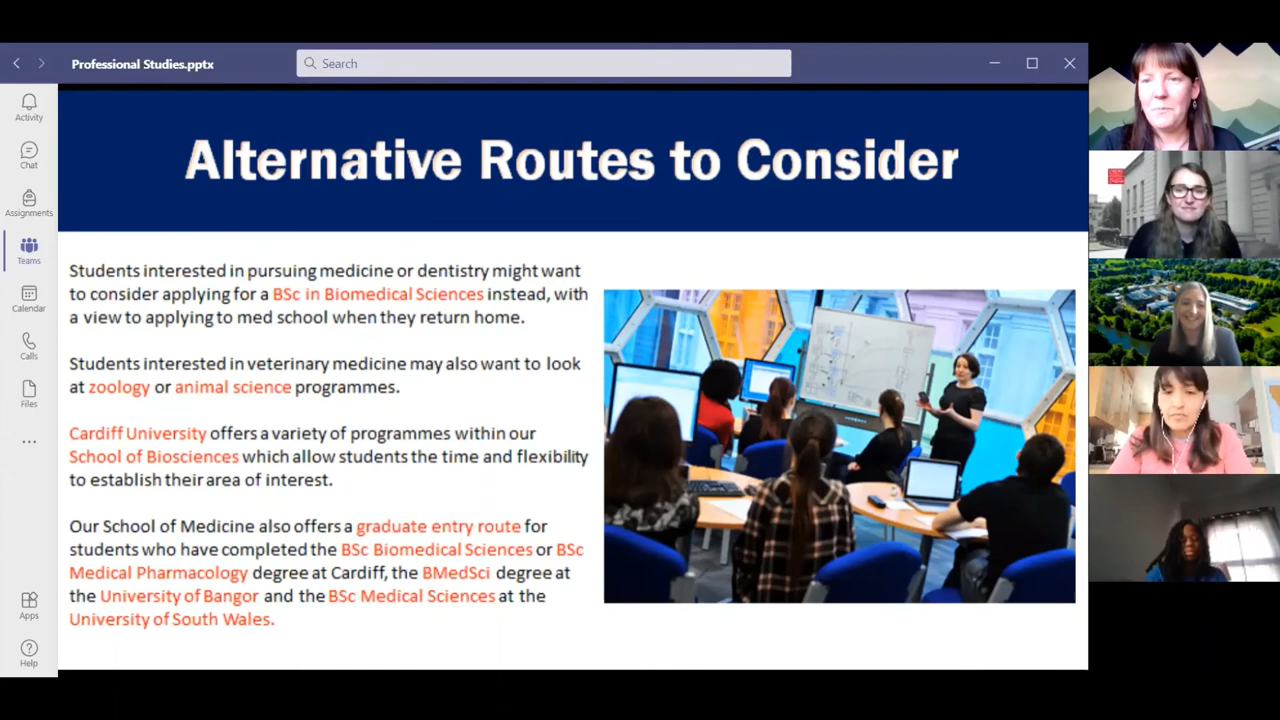 Professional Studies.pptx
Search
Activity
Chat
Assignments
Teams
Calendar
Calls
Files
Apps
Help
Alternative Routes to Consider
Students interested in pursuing medicine or dentistry might want
to consider applying for a BSc in Biomedical Sciences instead, with
a view to applying to med school when they return home.
Students interested in veterinary medicine may also want to look
at zoology or animal science programmes.
Cardiff University offers a variety of programmes within our
School of Biosciences which allow students the time and flexibility
to establish their area of interest.
Our School of Medicine also offers a graduate entry route for
students who have completed the BSc Biomedical Sciences or BSc
Medical Pharmacology degree at Cardiff, the BMedSci degree at
the University of Bangor and the BSc Medical Sciences at the
University of South Wales.